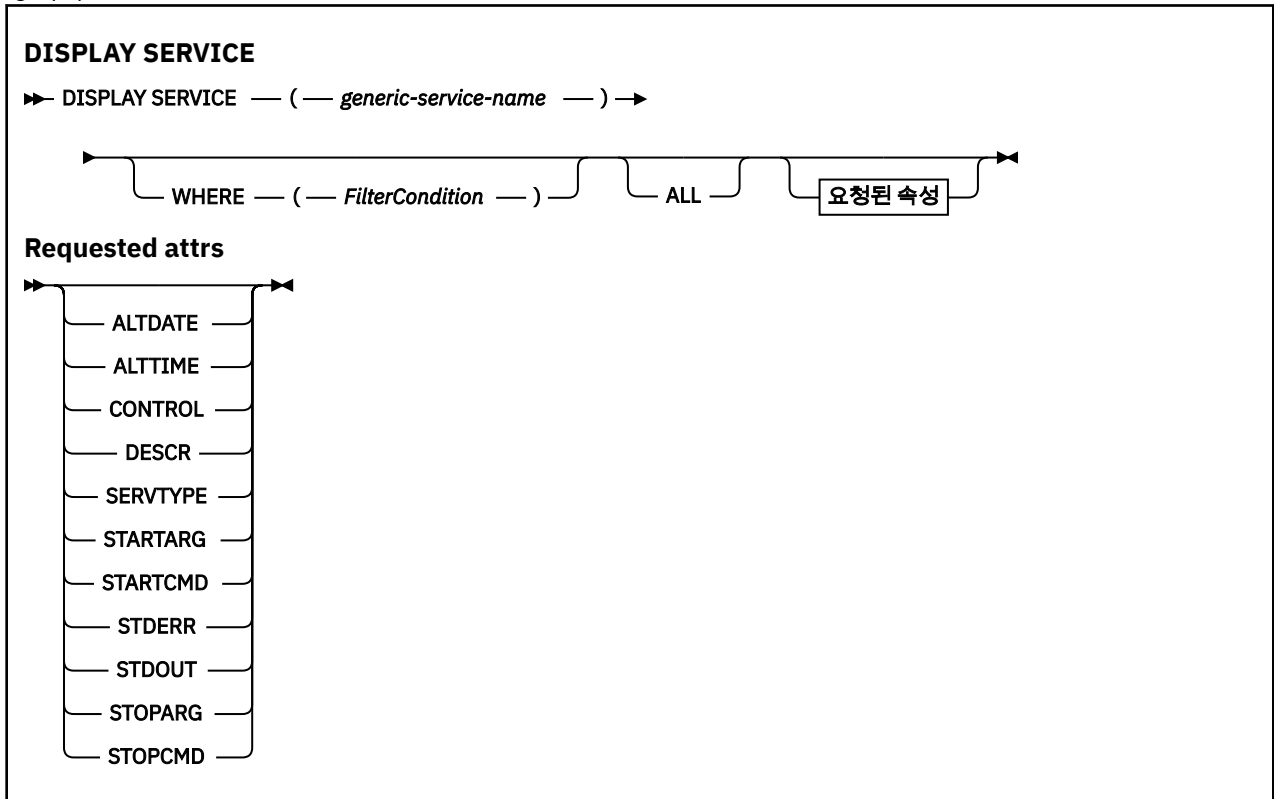 DISPLAY SERVICE
DISPLAY SERVICE ( generic-service-name )
WHERE ( FilterCondition ) ALL 요청된 속성
Requested attrs
ALTDATE
ALTTIME
CONTROL
DESCR
SERVTYPE
STARTARG
STARTCMD
STDERR
STDOUT
STOPARG
STOPCMD